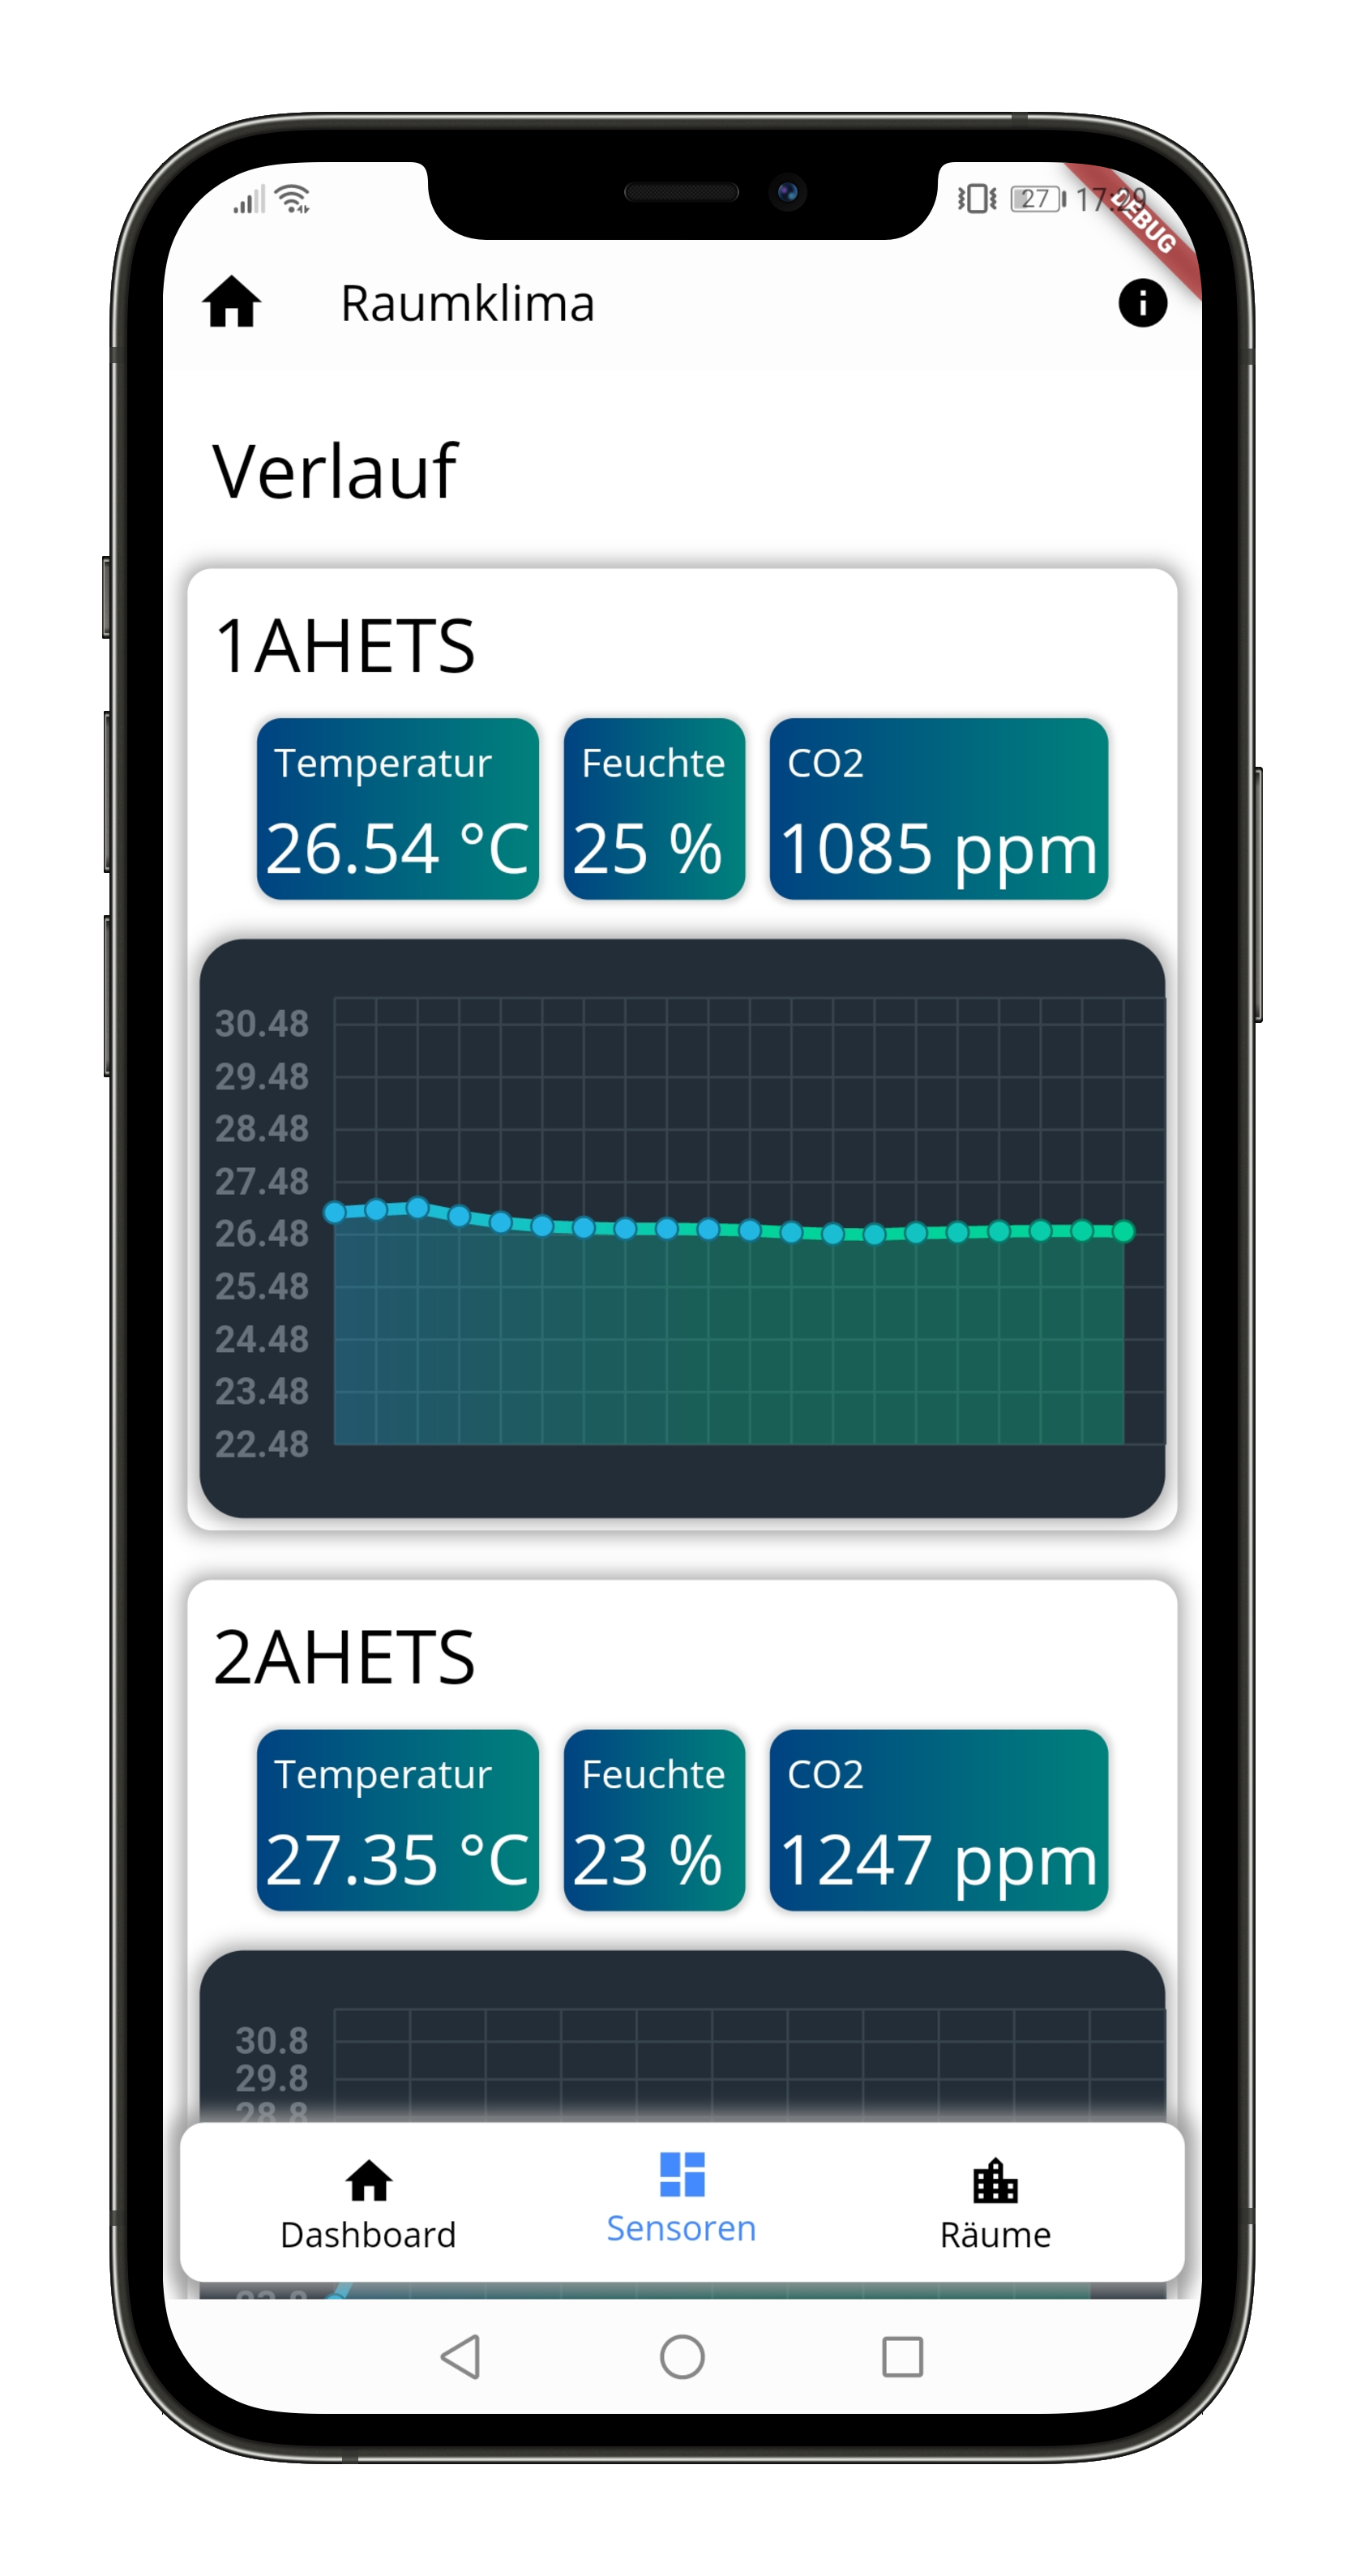 27 17:29
DEBUG
Raumklima
Verlauf
1AHETS
Temperatur Feuchte CO2
26.54 °C 25 % 1085 ppm
30.48
29.48
28.48
27.48
26.48
25.48
24.48
23.48
22.48
2AHETS
Temperatur Feuchte CO2
27.35 °C 23 % 1247 ppm
30.8
29.8
28.8
Dashboard Sensoren Räume